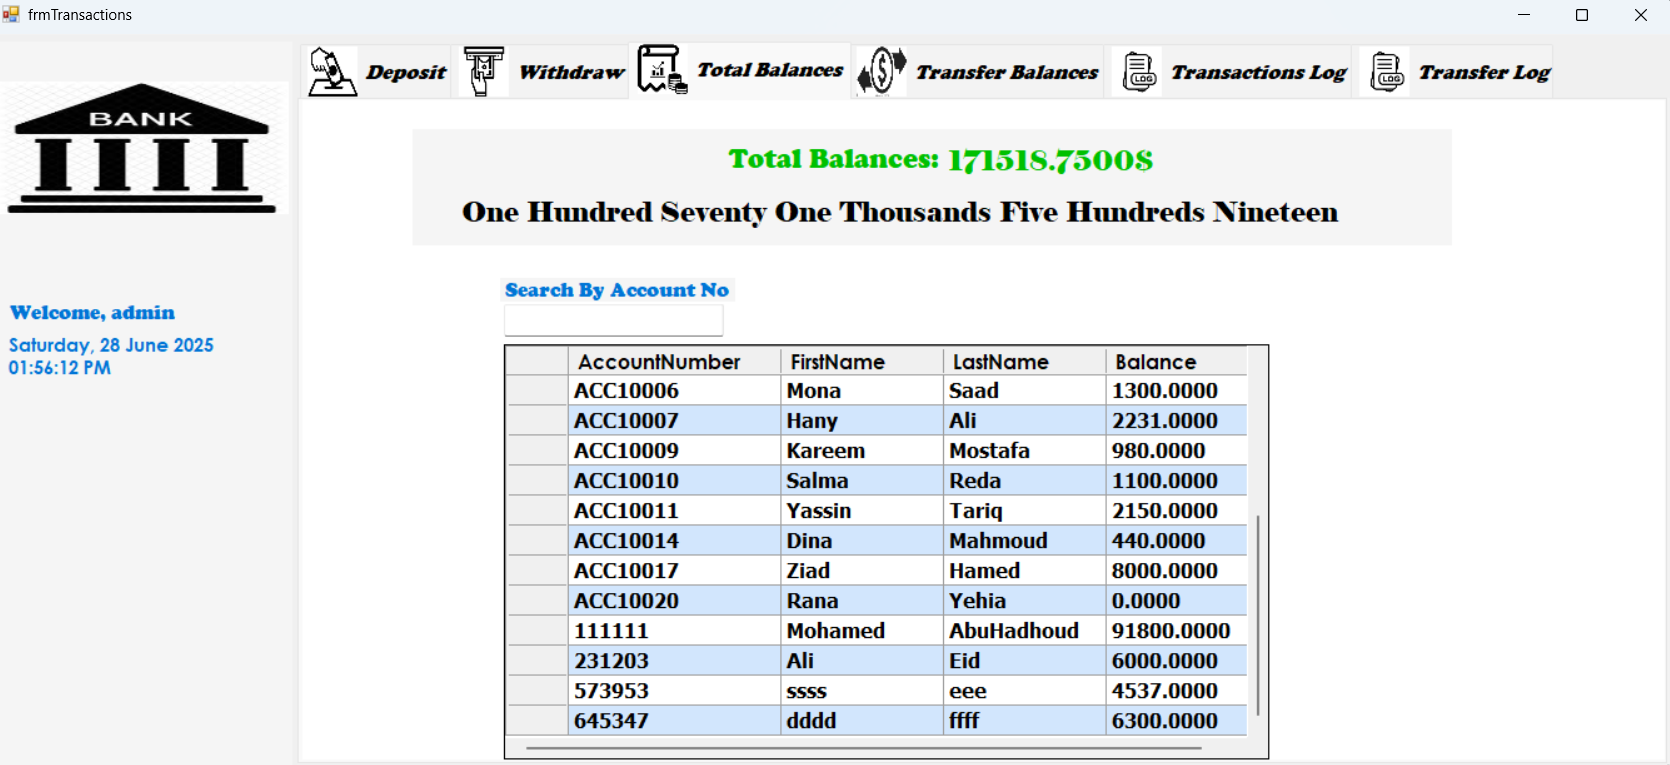 frmTransactions
Deposit Withdraw Total Balances Transfer Balances Transactions Log Transfer Log
LOG LOG
BANK
Total Balances: 171518.7500$
One Hundred Seventy One Thousands Five Hundreds Nineteen
Welcome, admin
Saturday, 28 June 2025
01:56:12 PM
Search By Account No
AccountNumber FirstName LastName Balance
ACC10006 Mona Saad 1300.0000
ACC10007 Hany Ali 2231.0000
ACC10009 Kareem Mostafa 980.0000
ACC10010 Salma Reda 1100.0000
ACC10011 Yassin Tariq 2150.0000
ACC10014 Dina Mahmoud 440.0000
ACC10017 Ziad Hamed 8000.0000
ACC10020 Rana Yehia 0.0000
111111 Mohamed AbuHadhoud 91800.0000
231203 Ali Eid 6000.0000
573953 ssss eee 4537.0000
645347 dddd ffff 6300.0000